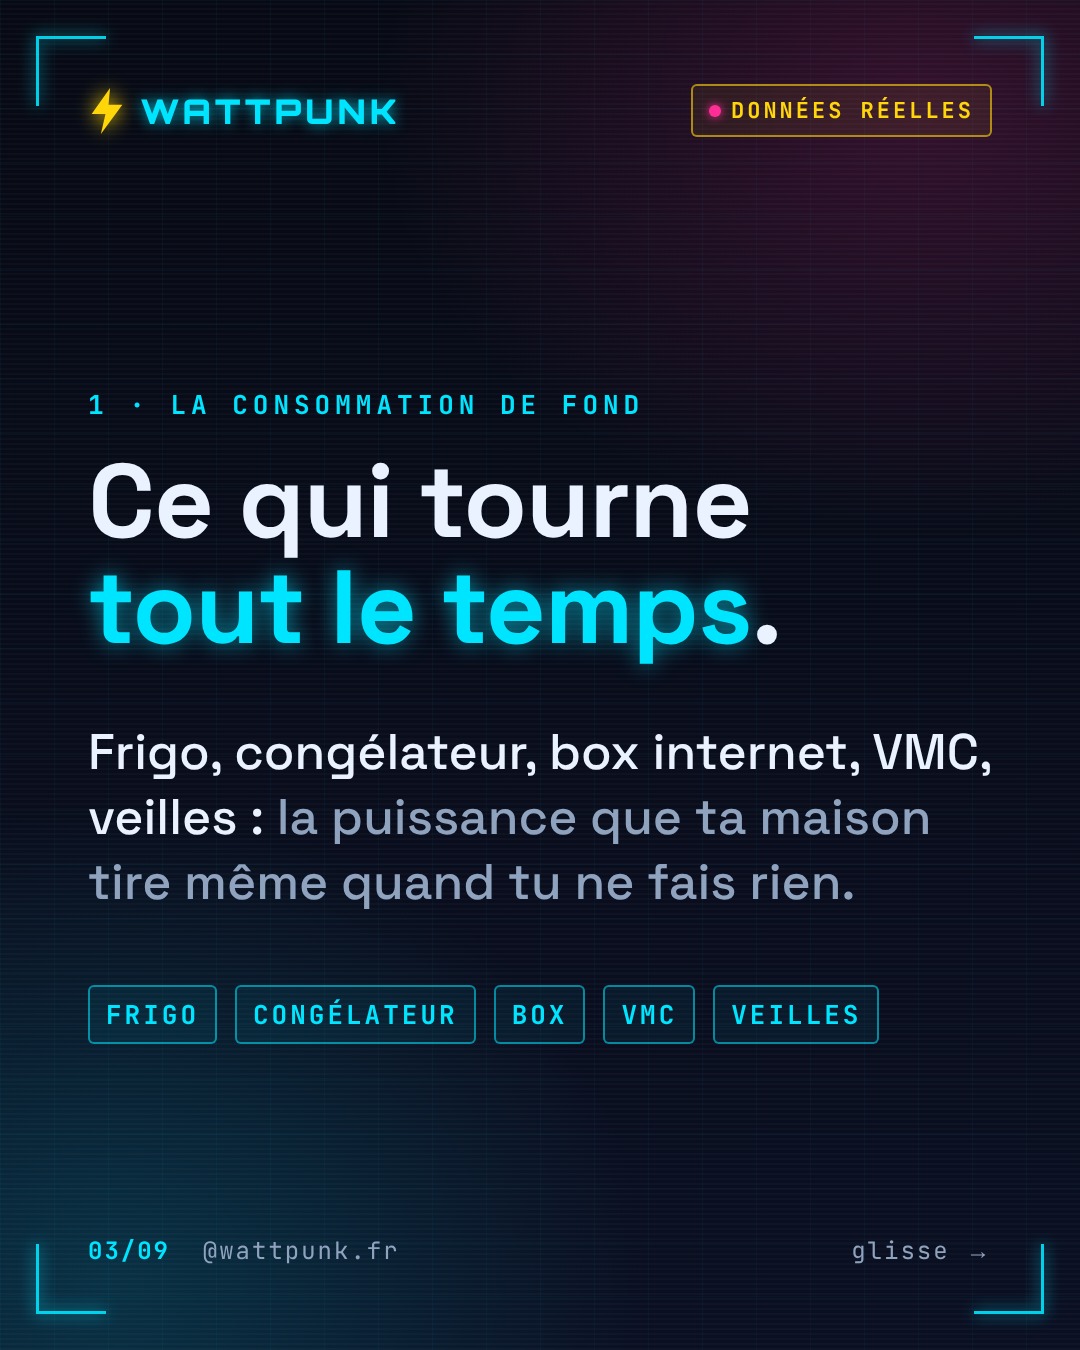 WATTPUNK
DONNÉES RÉELLES
1 · LA CONSOMMATION DE FOND
Ce qui tourne
tout le temps.
Frigo, congélateur, box internet, VMC,
veilles : la puissance que ta maison
tire même quand tu ne fais rien.
FRIGO CONGÉLATEUR BOX VMC VEILLES
03/09 @wattpunk.fr glisse →